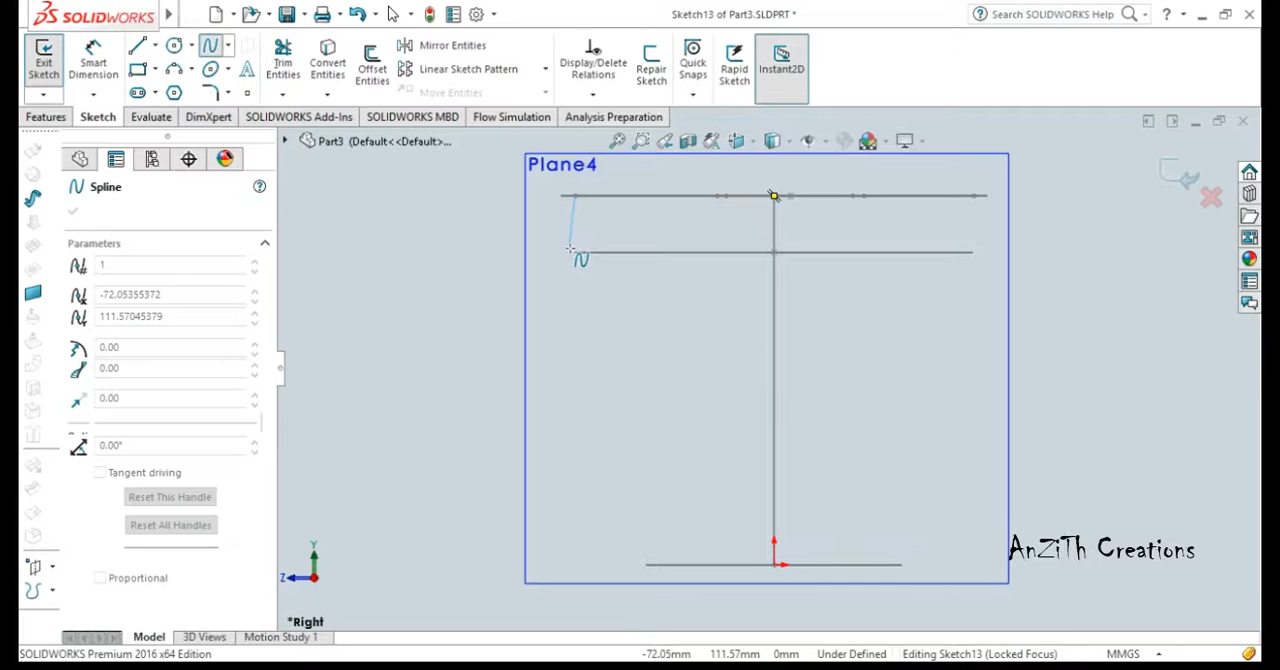 SOLIDWORKS
Sketch13 of Part3.SLDPRT *
Search SOLIDWORKS Help
?
Exit Sketch
Smart Dimension
Trim Entities
Convert Entities
Offset Entities
Mirror Entities
Linear Sketch Pattern
Move Entities
Display/Delete Relations
Repair Sketch
Quick Snaps
Rapid Sketch
Instant2D
Features
Sketch
Evaluate
DimXpert
SOLIDWORKS Add-Ins
SOLIDWORKS MBD
Flow Simulation
Analysis Preparation
Part3 (Default<<Default>...
Plane4
Spline
?
Parameters
1
-72.05355372
111.57045379
0.00
0.00
0.00
0.00°
Tangent driving
Reset This Handle
Reset All Handles
Proportional
Y
Z
*Right
AnZiTh Creations
Model
3D Views
Motion Study 1
SOLIDWORKS Premium 2016 x64 Edition
-72.05mm
111.57mm
0mm
Under Defined
Editing Sketch13 (Locked Focus)
MMGS